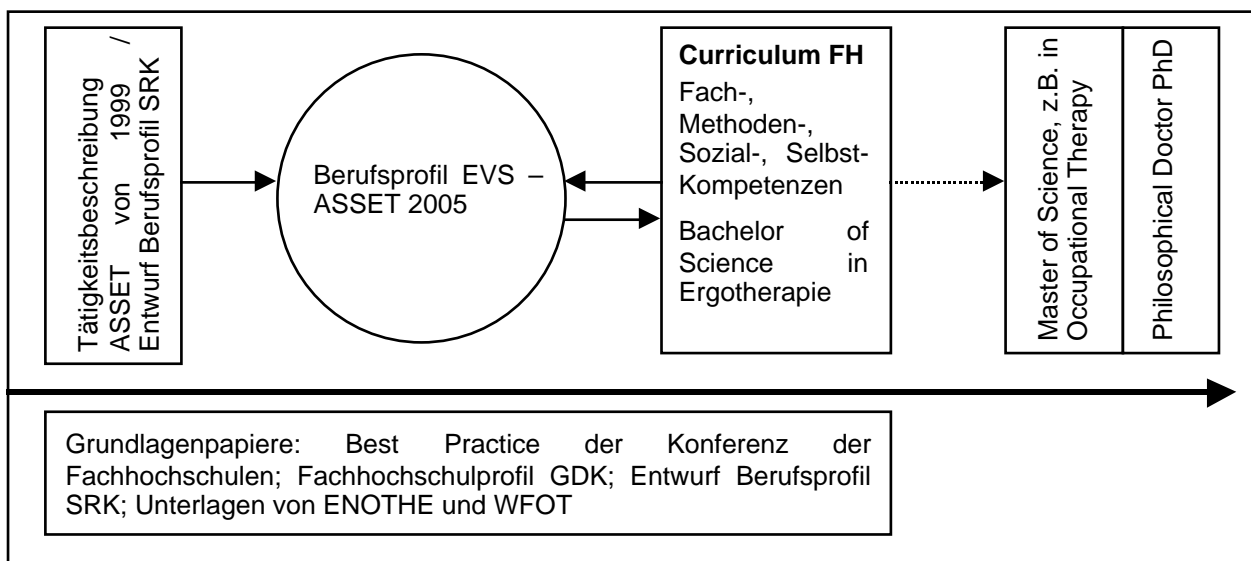 Tätigkeitsbeschreibung
ASSET von 1999 /
Entwurf Berufsprofil SRK
Berufsprofil EVS –
ASSET 2005
Curriculum FH
Fach-,
Methoden-,
Sozial-, Selbst-
Kompetenzen
Bachelor of
Science in
Ergotherapie
Master of Science, z.B. in
Occupational Therapy
Philosophical Doctor PhD
Grundlagenpapiere: Best Practice der Konferenz der
Fachhochschulen; Fachhochschulprofil GDK; Entwurf Berufsprofil
SRK; Unterlagen von ENOTHE und WFOT